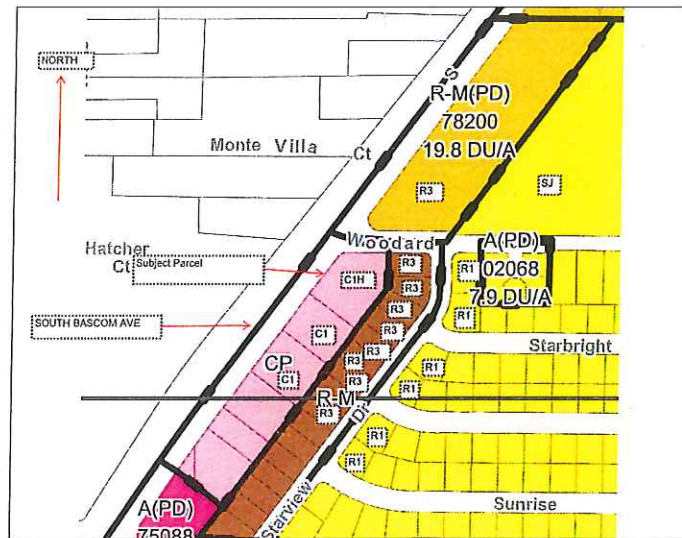 NORTH
S
R-M(PD)
78200
19.8 DU/A
Monte Villa
Ct
R3
SJ
Woodard
A(PD)
02068
7.9 DU/A
Hatcher
Ct
Subject Parcel
R3
R1
C1H
R3
R3
R1
SOUTH BASCOM AVE
C1
R3
Starbright
CP
R3
R3
R1
C1
R3
R1
R-M
R3
Dr
R1
R1
A(PD)
75088
Starview
Sunrise